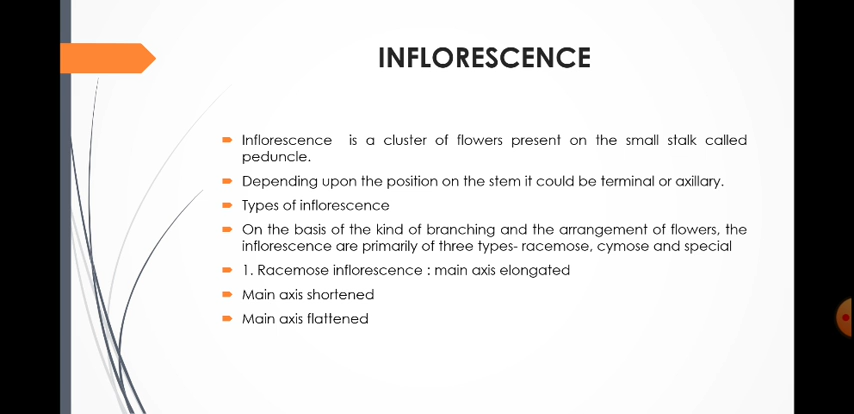 INFLORESCENCE
Inflorescence is a cluster of flowers present on the small stalk called
peduncle.
Depending upon the position on the stem it could be terminal or axillary.
Types of inflorescence
On the basis of the kind of branching and the arrangement of flowers, the
inflorescence are primarily of three types- racemose, cymose and special
1. Racemose inflorescence : main axis elongated
Main axis shortened
Main axis flattened